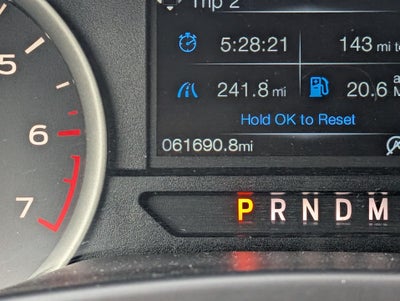 Trip 2
5:28:21
143 mi to
241.8 mi
20.6
Hold OK to Reset
061690.8mi
5
6
7
P R N D M